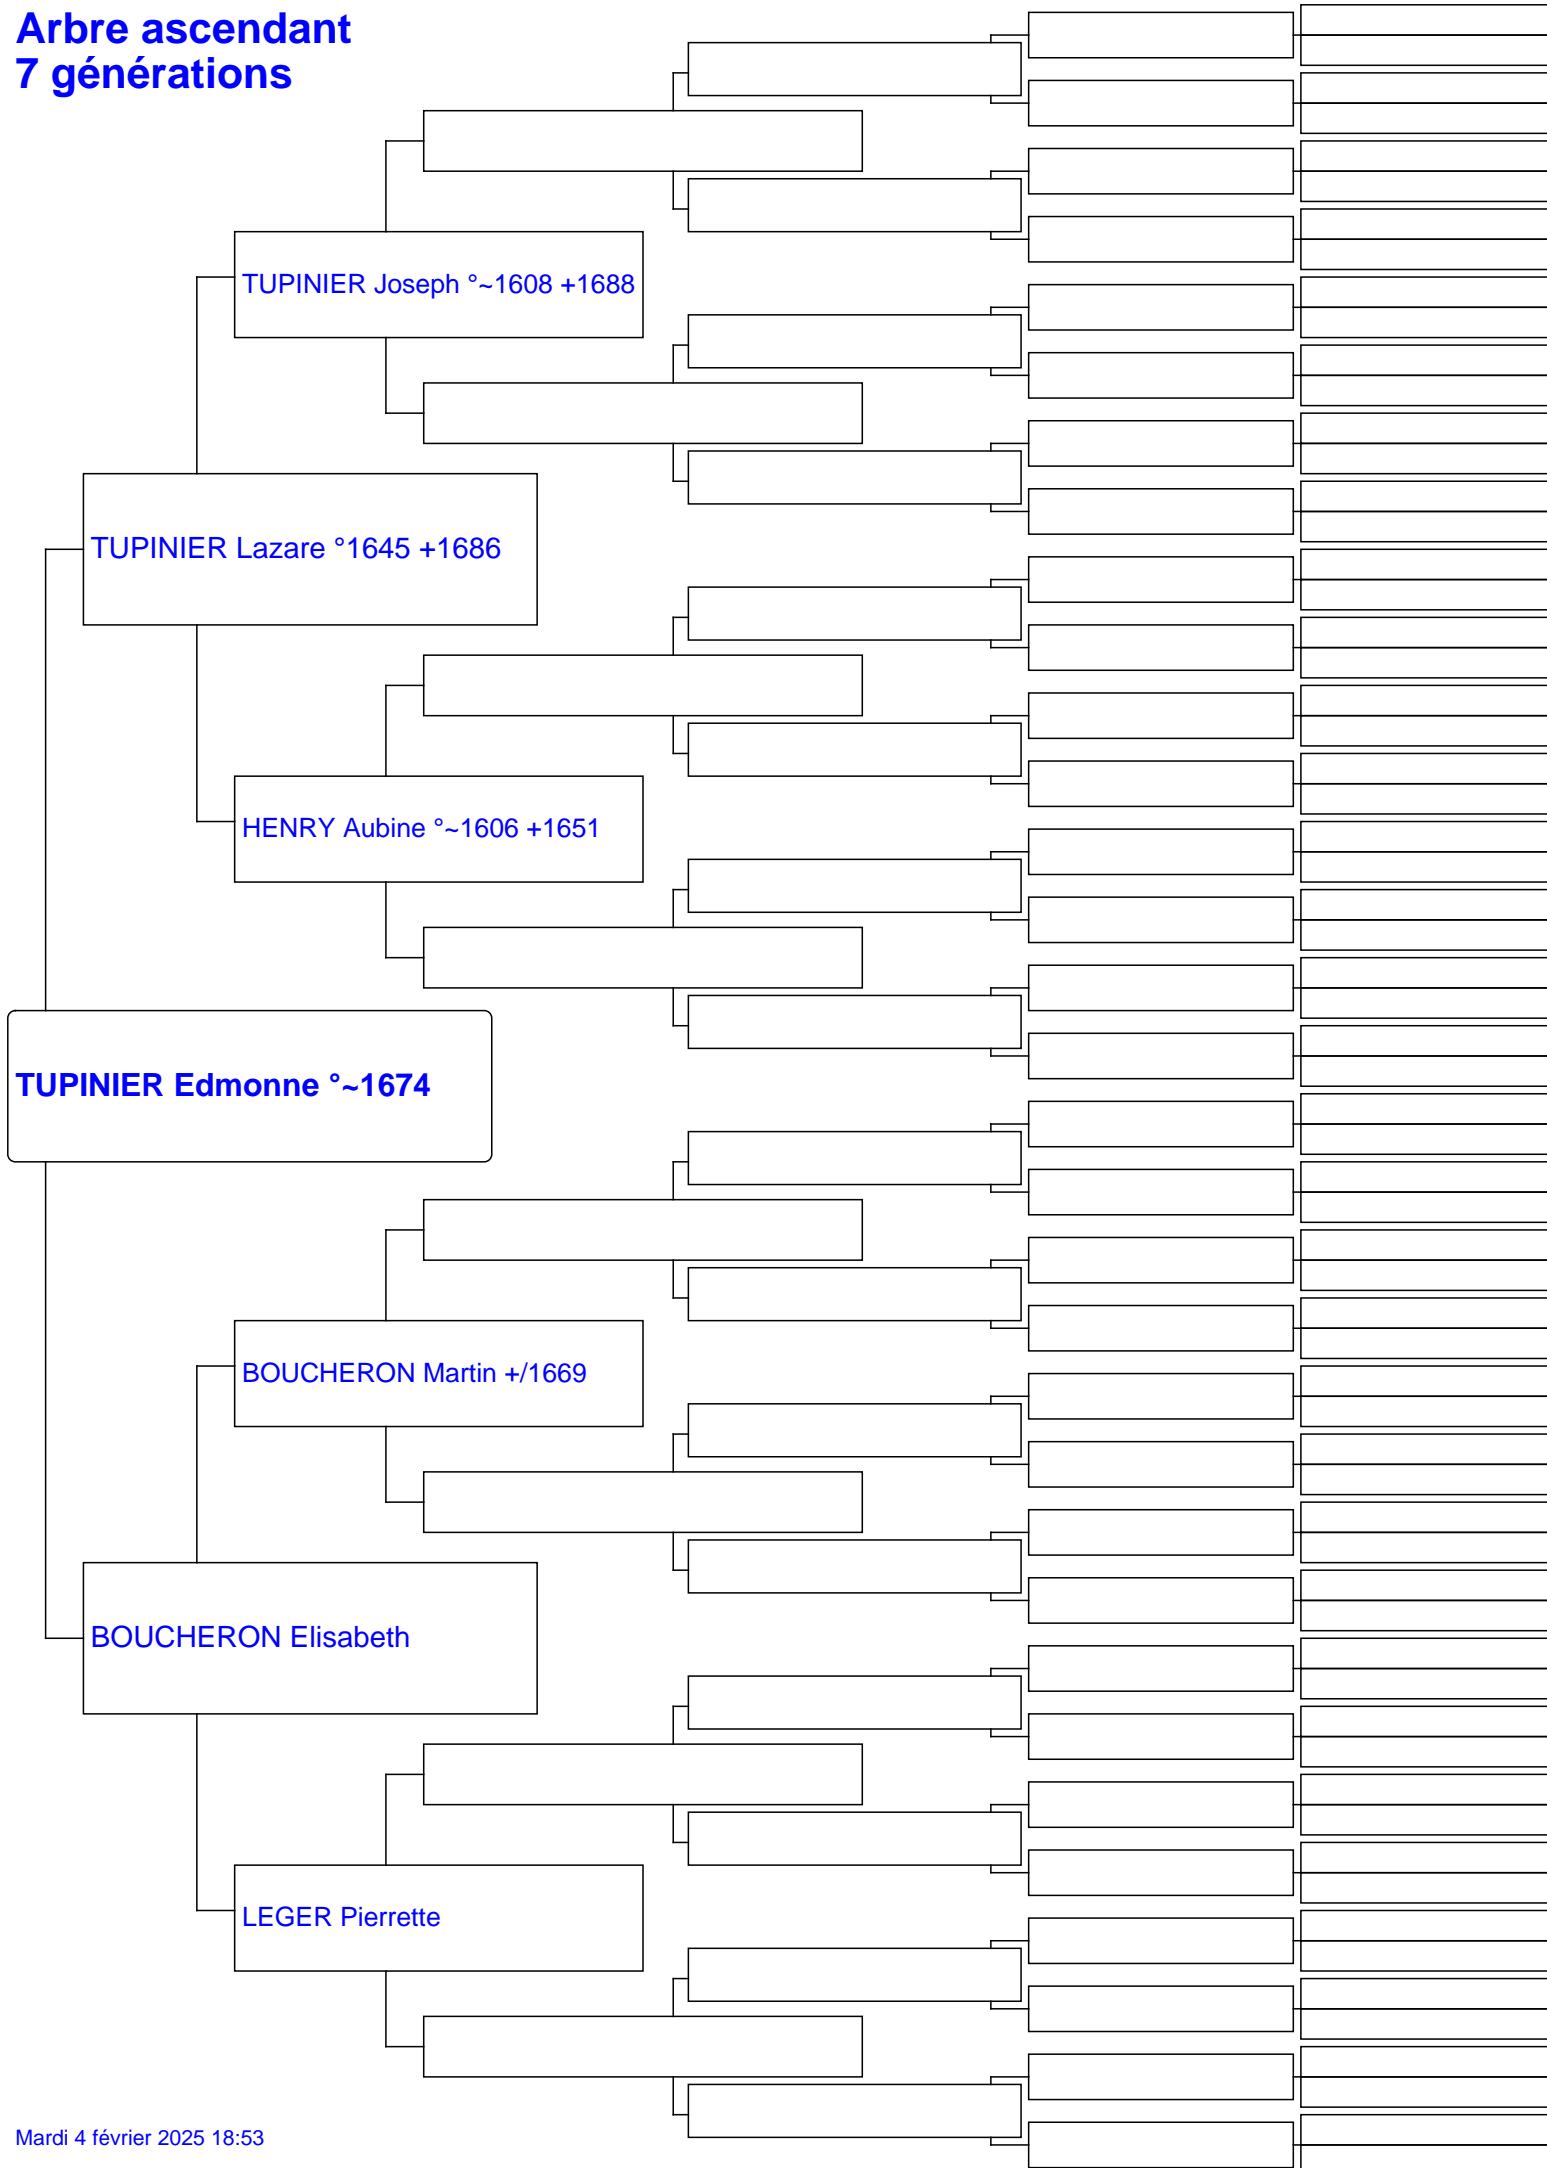 Arbre ascendant
7 générations
TUPINIER Joseph °~1608 +1688
TUPINIER Lazare °1645 +1686
HENRY Aubine °~1606 +1651
TUPINIER Edmonne °~1674
BOUCHERON Martin +/1669
BOUCHERON Elisabeth
LEGER Pierrette
Mardi 4 février 2025 18:53